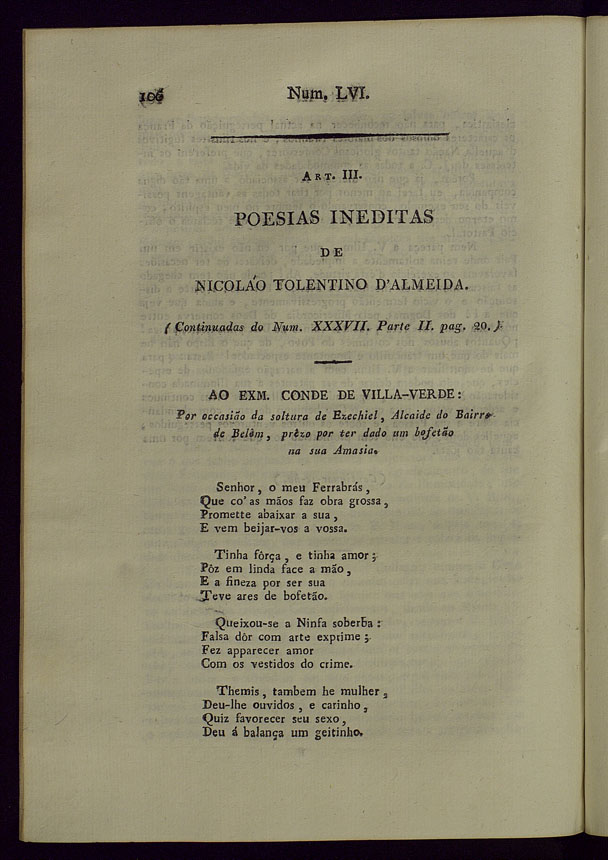 106 Num. LVI.
ART. III.
POESIAS INEDITAS
DE
NICOLÁO TOLENTINO D'ALMEIDA.
(Continuadas do Num. XXXVII. Parte II. pag. 20.)
AO EXM. CONDE DE VILLA-VERDE:
Por occasião da soltura de Ezechiel, Alcaide do Bairro
de Belêm, prêzo por ter dado um bofetão
na sua Amasia.
Senhor, o meu Ferrabrás,
Que co'as mãos faz obra grossa,
Promette abaixar a sua,
E vem beijar-vos a vossa.
Tinha fôrça, e tinha amor;
Pôz em linda face a mão,
E a fineza por ser sua
Teve ares de bofetão.
Queixou-se a Ninfa soberba:
Falsa dôr com arte exprime;
Fez apparecer amor
Com os vestidos do crime.
Themis, tambem he mulher,
Deu-lhe ouvidos, e carinho,
Quiz favorecer seu sexo,
Deu á balança um geitinho.